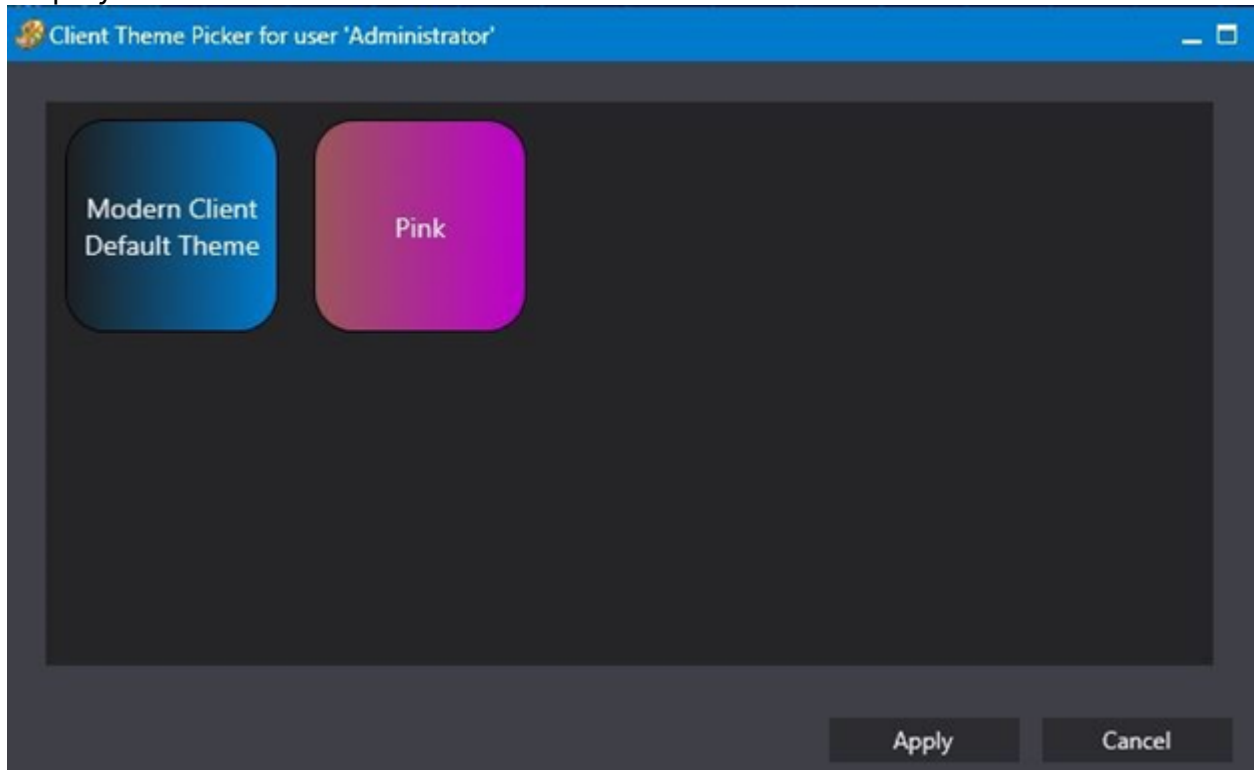 Client Theme Picker for user 'Administrator'
Modern Client
Default Theme
Pink
Apply
Cancel